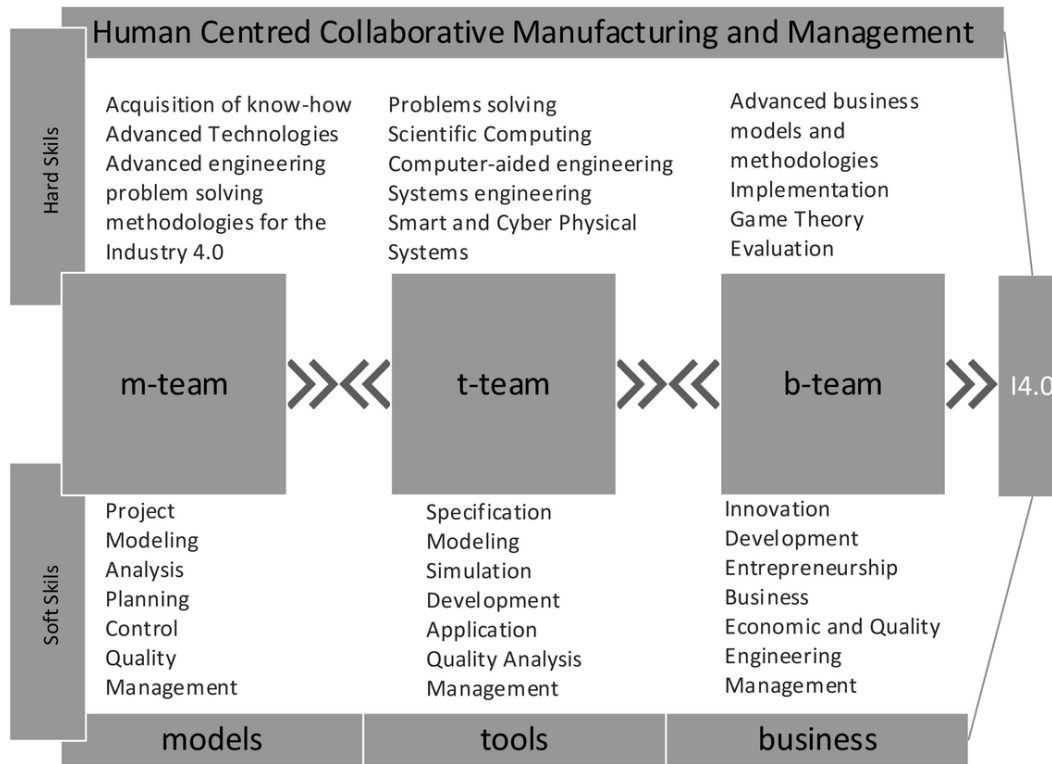 Human Centred Collaborative Manufacturing and Management
Hard Skils
Acquisition of know-how
Advanced Technologies
Advanced engineering
problem solving
methodologies for the
Industry 4.0
Problems solving
Scientific Computing
Computer-aided engineering
Systems engineering
Smart and Cyber Physical
Systems
Advanced business
models and
methodologies
Implementation
Game Theory
Evaluation
m-team
t-team
b-team
I4.0
Soft Skils
Project
Modeling
Analysis
Planning
Control
Quality
Management
Specification
Modeling
Simulation
Development
Application
Quality Analysis
Management
Innovation
Development
Entrepreneurship
Business
Economic and Quality
Engineering
Management
models
tools
business